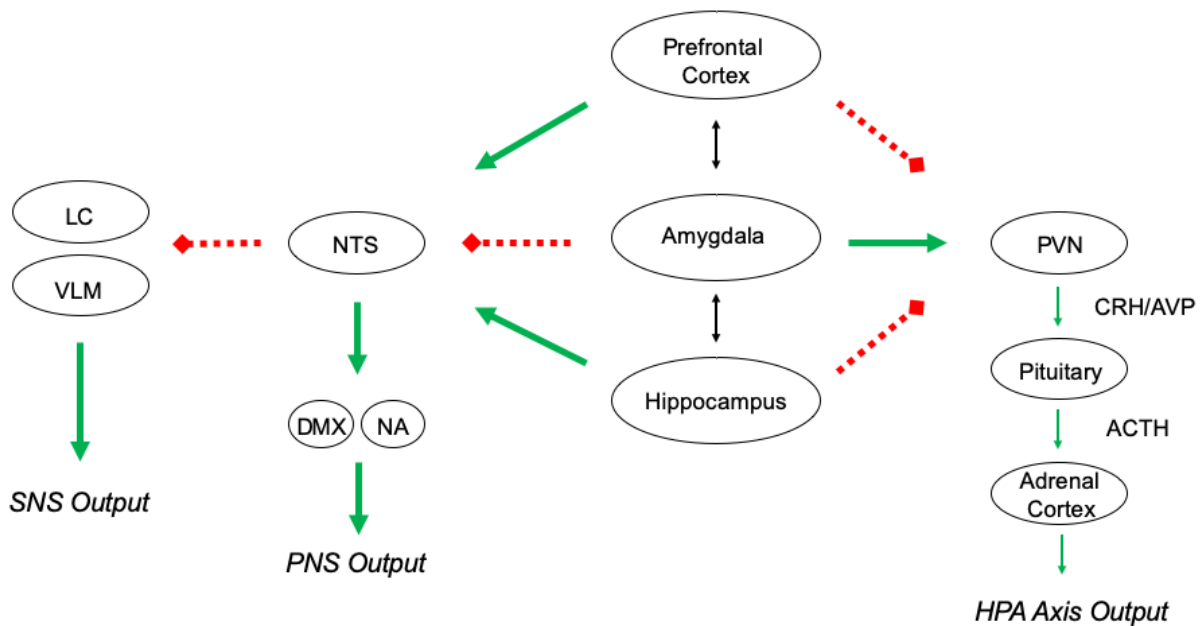 Prefrontal
Cortex
LC
NTS
Amygdala
PVN
VLM
CRH/AVP
Pituitary
Hippocampus
DMX
NA
ACTH
Adrenal
Cortex
SNS Output
PNS Output
HPA Axis Output